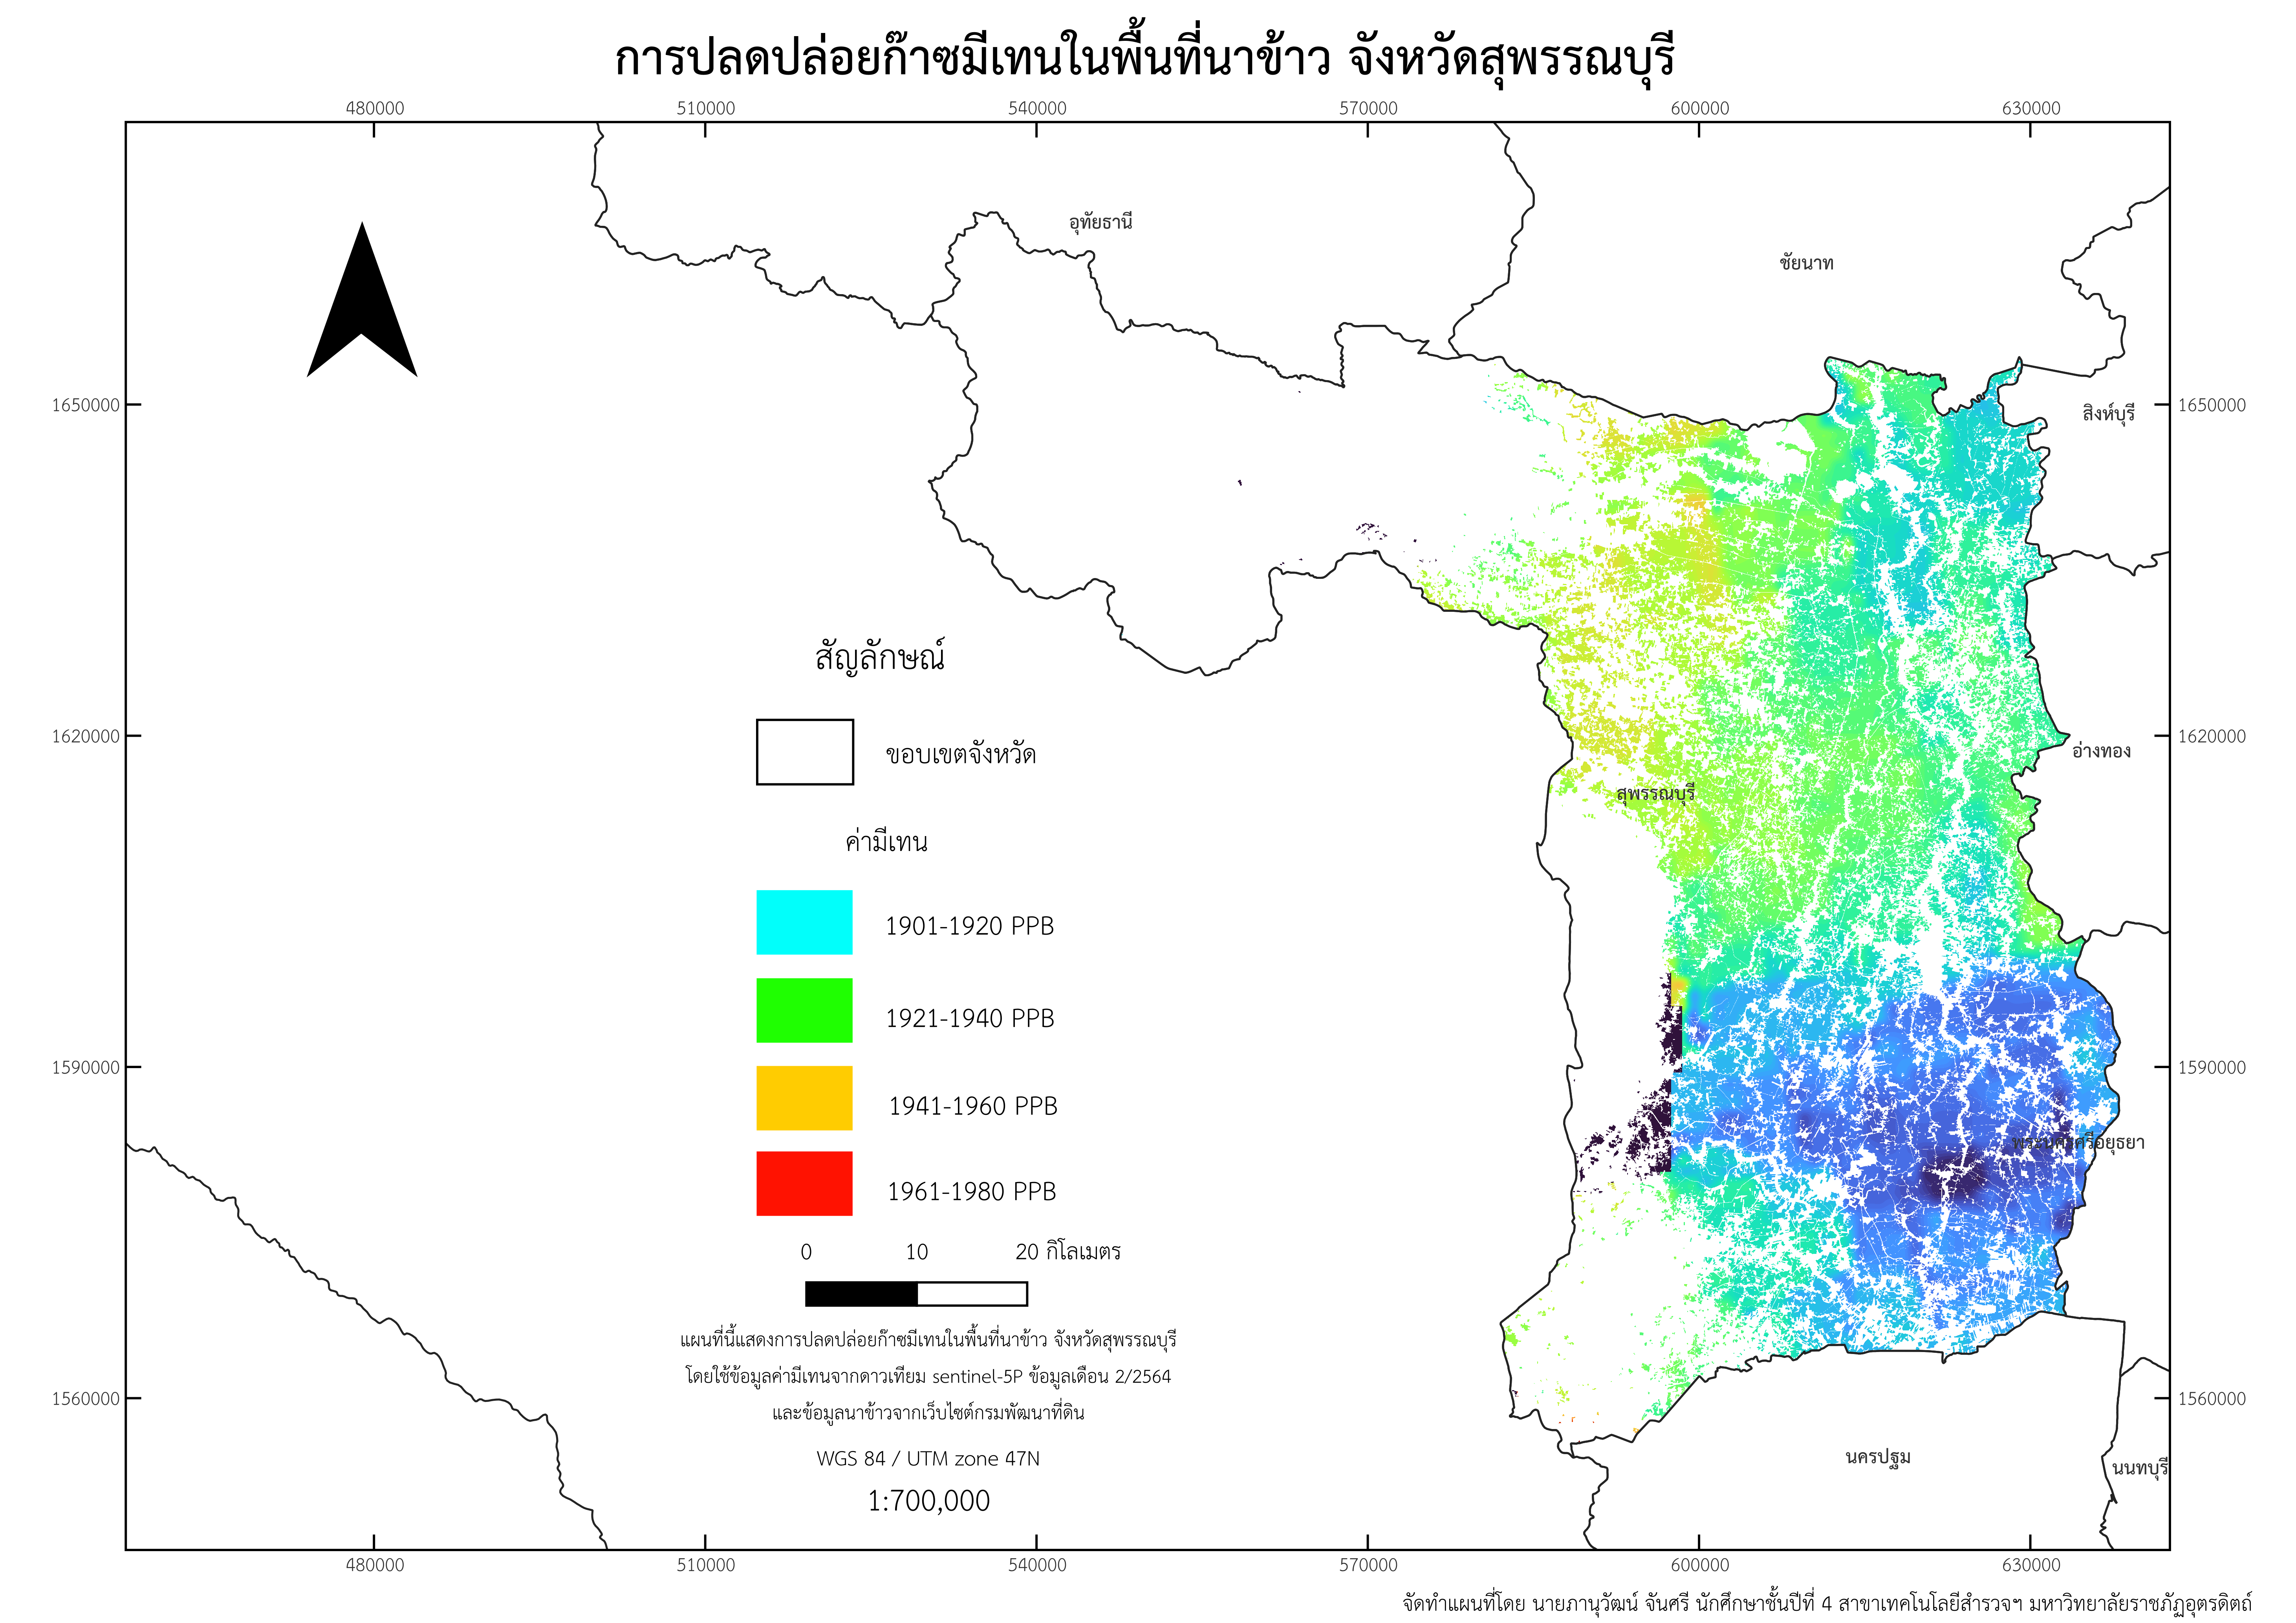 การปลดปล่อยก๊าซมีเทนในพื้นที่นาข้าว จังหวัดสุพรรณบุรี
480000 510000 540000 570000 600000 630000
อุทัยธานี
ชัยนาท
1650000 1650000
สิงห์บุรี
สัญลักษณ์
ขอบเขตจังหวัด
1620000 1620000
อ่างทอง
สุพรรณบุรี
ค่ามีเทน
1901-1920 PPB
1921-1940 PPB
1590000 1590000
1941-1960 PPB
พระนครศรีอยุธยา
1961-1980 PPB
0 10 20 กิโลเมตร
แผนที่นี้แสดงการปลดปล่อยก๊าซมีเทนในพื้นที่นาข้าว จังหวัดสุพรรณบุรี
โดยใช้ข้อมูลค่ามีเทนจากดาวเทียม sentinel-5P ข้อมูลเดือน 2/2564
1560000 1560000
และข้อมูลนาข้าวจากเว็บไซต์กรมพัฒนาที่ดิน
WGS 84 / UTM zone 47N
นครปฐม
นนทบุรี
1:700,000
480000 510000 540000 570000 600000 630000
จัดทำแผนที่โดย นายภานุวัฒน์ จันศรี นักศึกษาชั้นปีที่ 4 สาขาเทคโนโลยีสำรวจฯ มหาวิทยาลัยราชภัฏอุตรดิตถ์